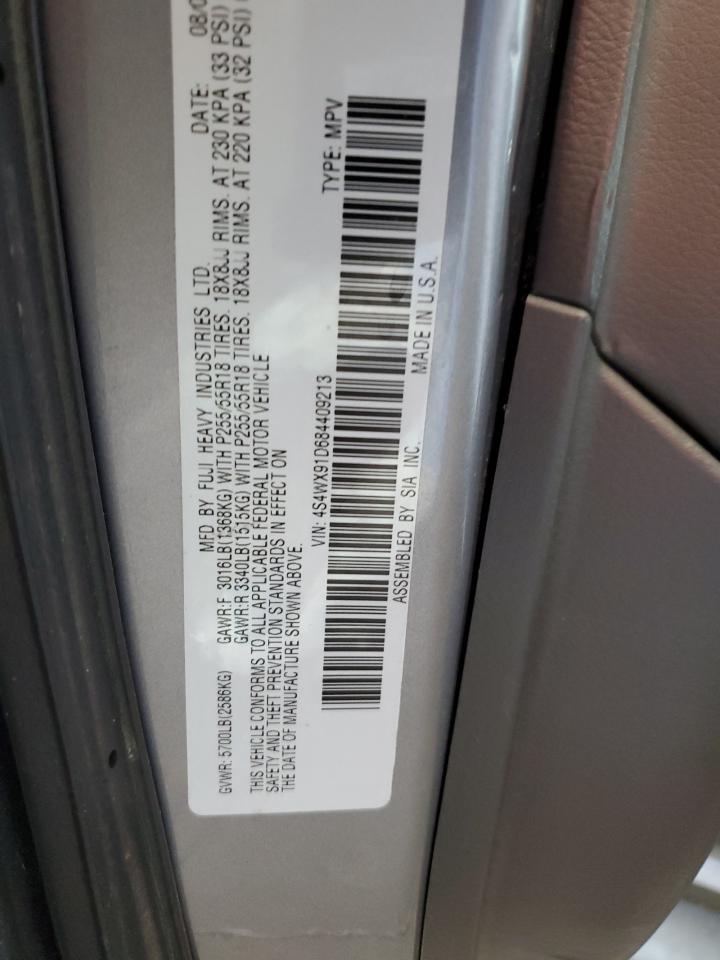 MFD BY FUJI HEAVY INDUSTRIES LTD. DATE: 08/0
GVWR: 5700LB(2586KG) GAWR:F 3016LB(1368KG) WITH P255/55R18 TIRES. 18X8JJ RIMS. AT 230 KPA (33 PSI)
GAWR:R 3340LB(1515KG) WITH P255/55R18 TIRES. 18X8JJ RIMS. AT 220 KPA (32 PSI)
THIS VEHICLE CONFORMS TO ALL APPLICABLE FEDERAL MOTOR VEHICLE
SAFETY AND THEFT PREVENTION STANDARDS IN EFFECT ON
THE DATE OF MANUFACTURE SHOWN ABOVE.
VIN: 4S4WX91D684409213 TYPE: MPV
ASSEMBLED BY SIA INC. MADE IN U.S.A.